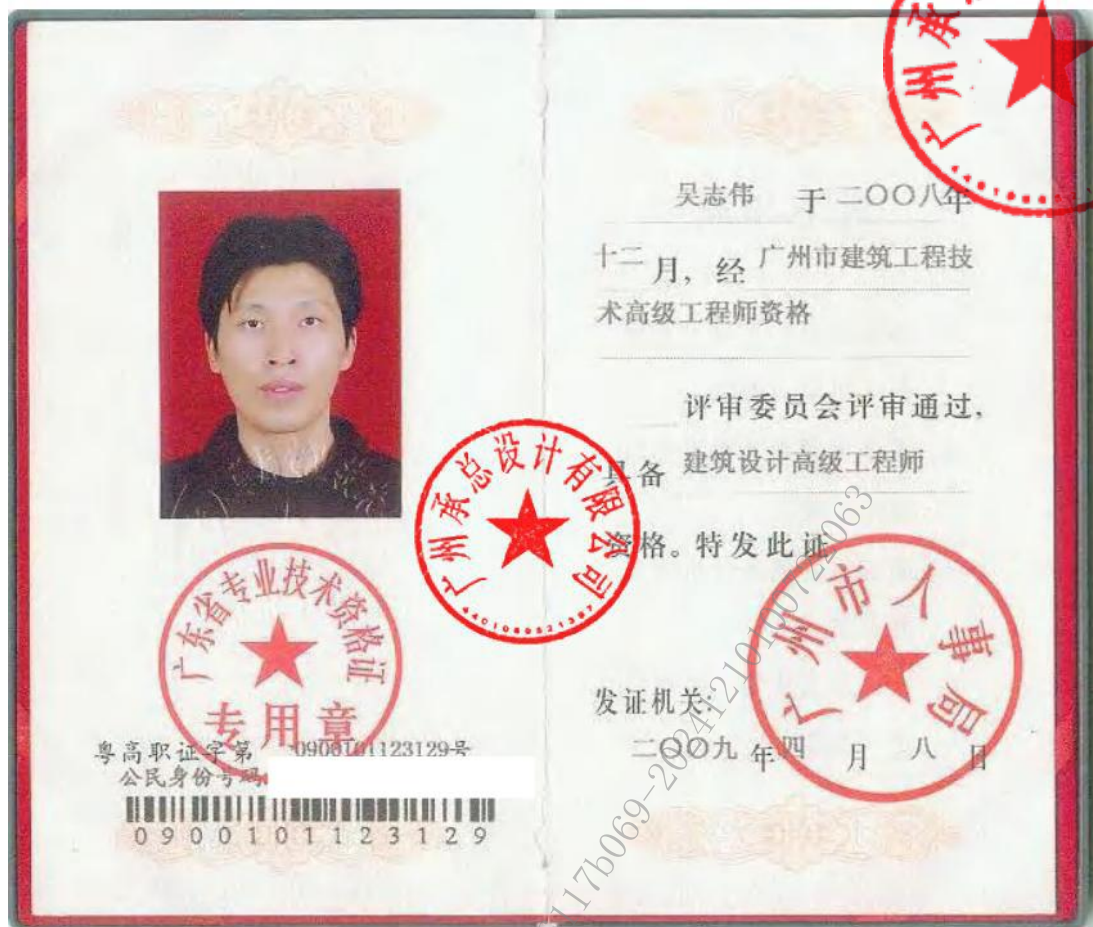 广东省专业技术资格证
专用章
粤高职证字第 0900101123129号
公民身份号码:
0900101123129
广州承总设计有限公司
4401060521387
广州承
吴志伟 于 二〇〇八年
十二月,经 广州市建筑工程技
术高级工程师资格
评审委员会评审通过,
具备 建筑设计高级工程师
资格。特发此证
广州市人事局
发证机关:
二〇〇九 年 四 月 八 日